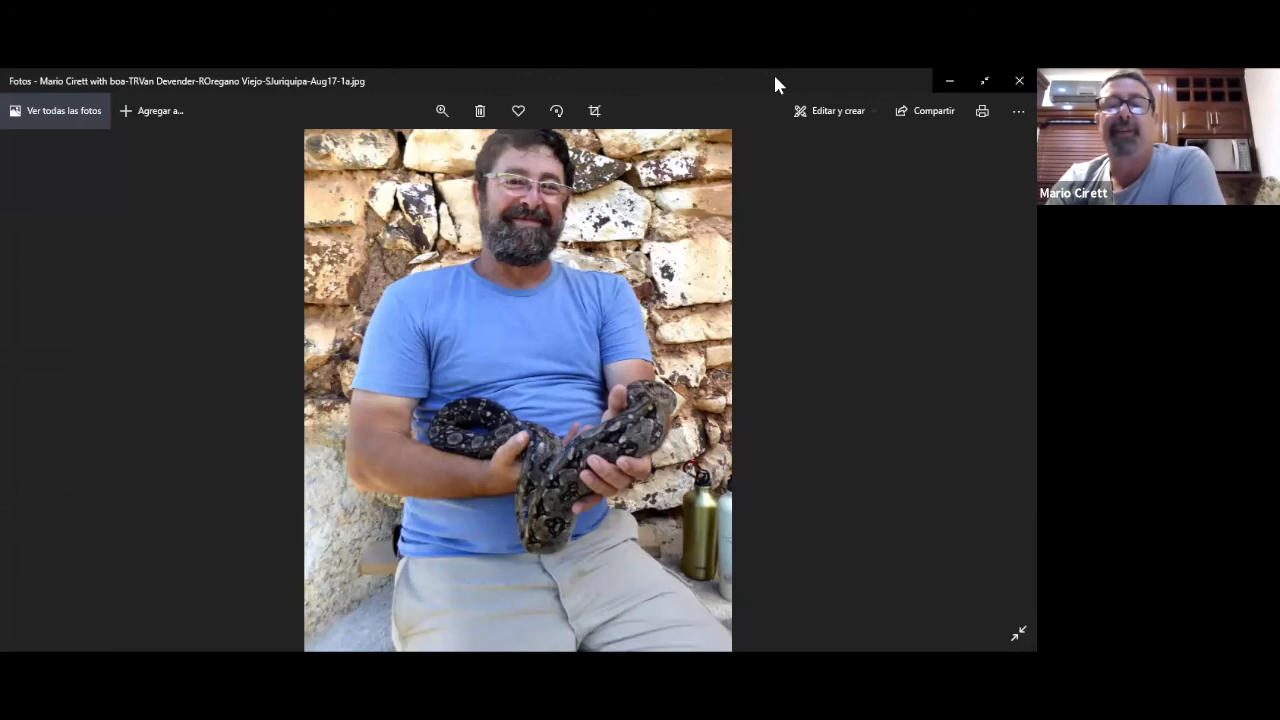 Fotos - Mario Cirett with boa-TRVan Devender-ROregano Viejo-SJuriquipa-Aug17-1a.jpg
Ver todas las fotos
Agregar a...
Editar y crear
Compartir
Mario Cirett